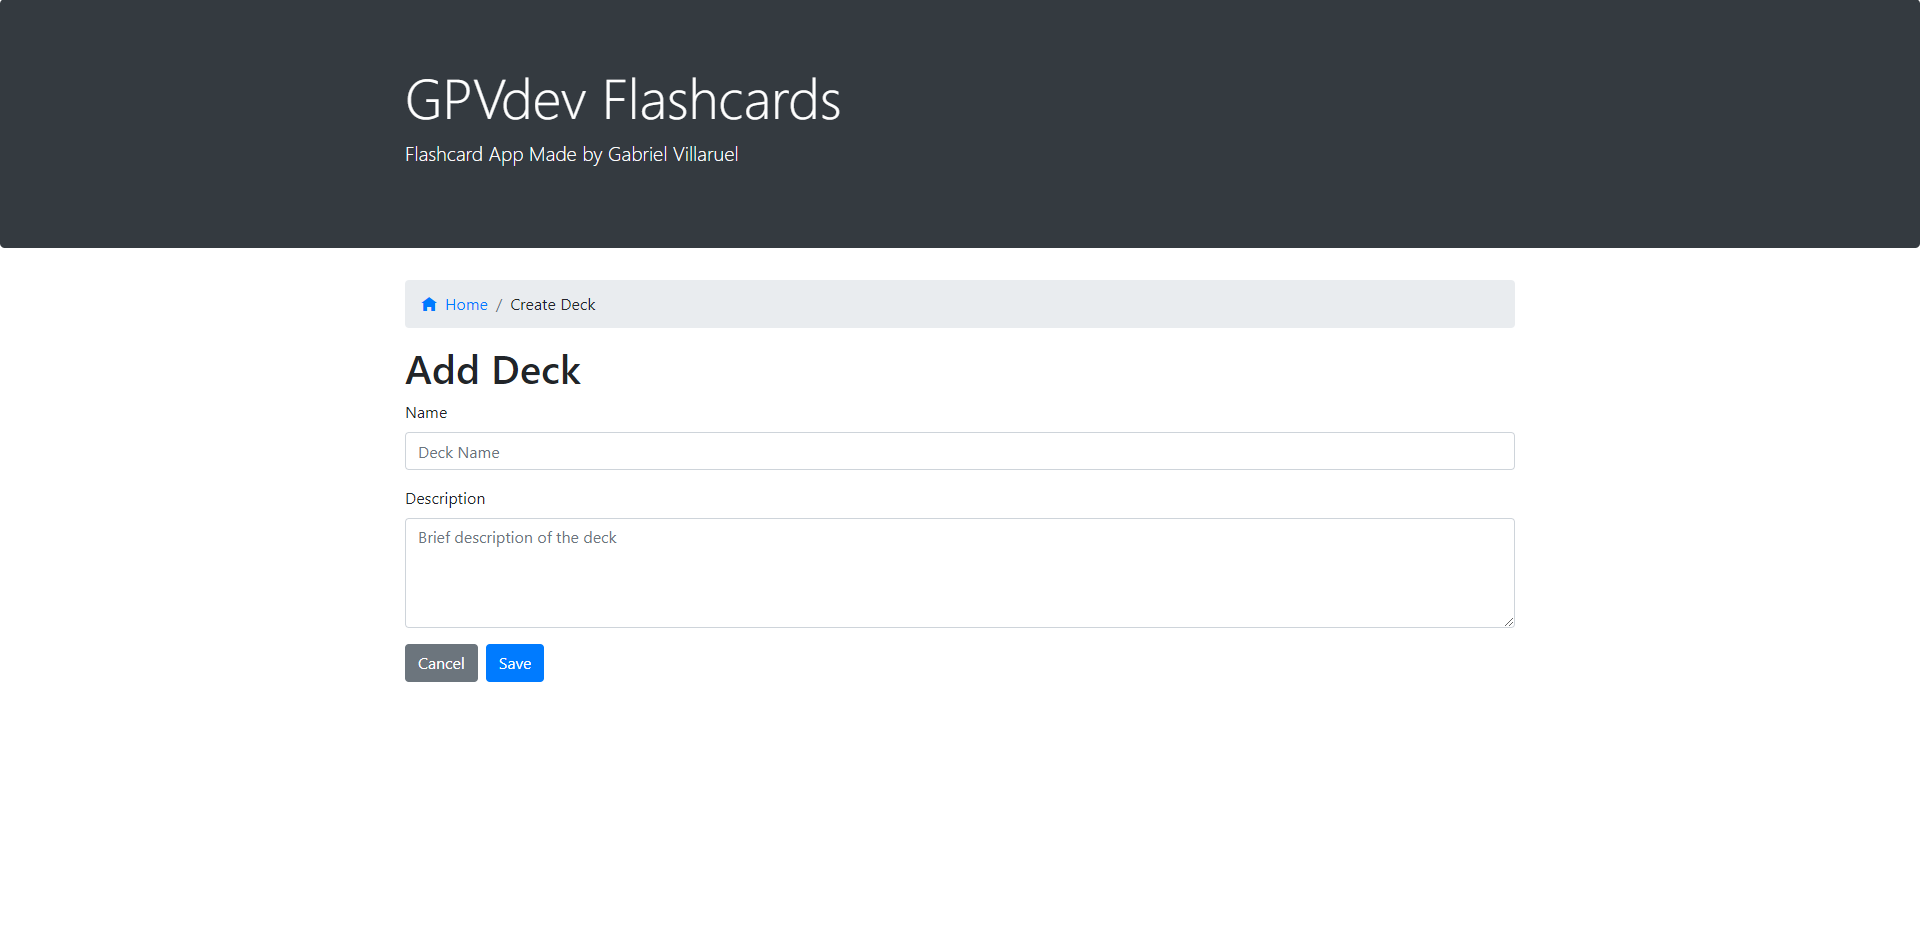 GPVdev Flashcards
Flashcard App Made by Gabriel Villaruel
Home / Create Deck
Add Deck
Name
Deck Name
Description
Brief description of the deck
Cancel Save